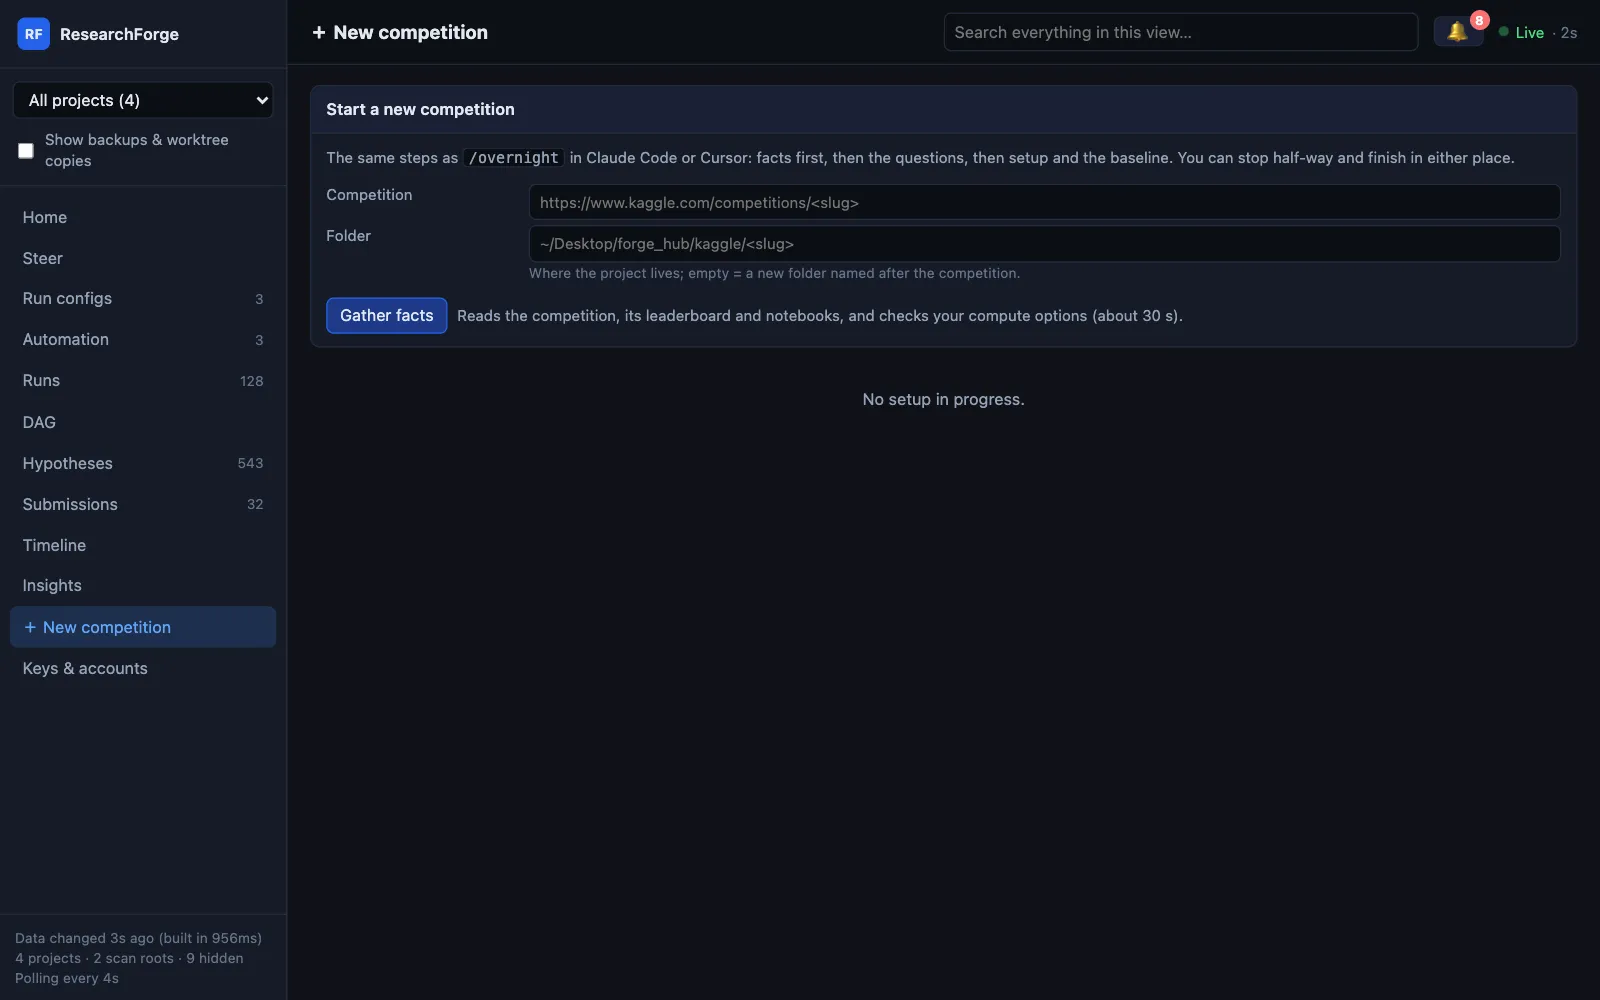 RF ResearchForge
All projects (4)
Show backups & worktree
copies
Home
Steer
Run configs 3
Automation 3
Runs 128
DAG
Hypotheses 543
Submissions 32
Timeline
Insights
+ New competition
Keys & accounts
Data changed 3s ago (built in 956ms)
4 projects · 2 scan roots · 9 hidden
Polling every 4s
+ New competition
Search everything in this view...
8
Live · 2s
Start a new competition
The same steps as /overnight in Claude Code or Cursor: facts first, then the questions, then setup and the baseline. You can stop half-way and finish in either place.
Competition
https://www.kaggle.com/competitions/<slug>
Folder
~/Desktop/forge_hub/kaggle/<slug>
Where the project lives; empty = a new folder named after the competition.
Gather facts
Reads the competition, its leaderboard and notebooks, and checks your compute options (about 30 s).
No setup in progress.